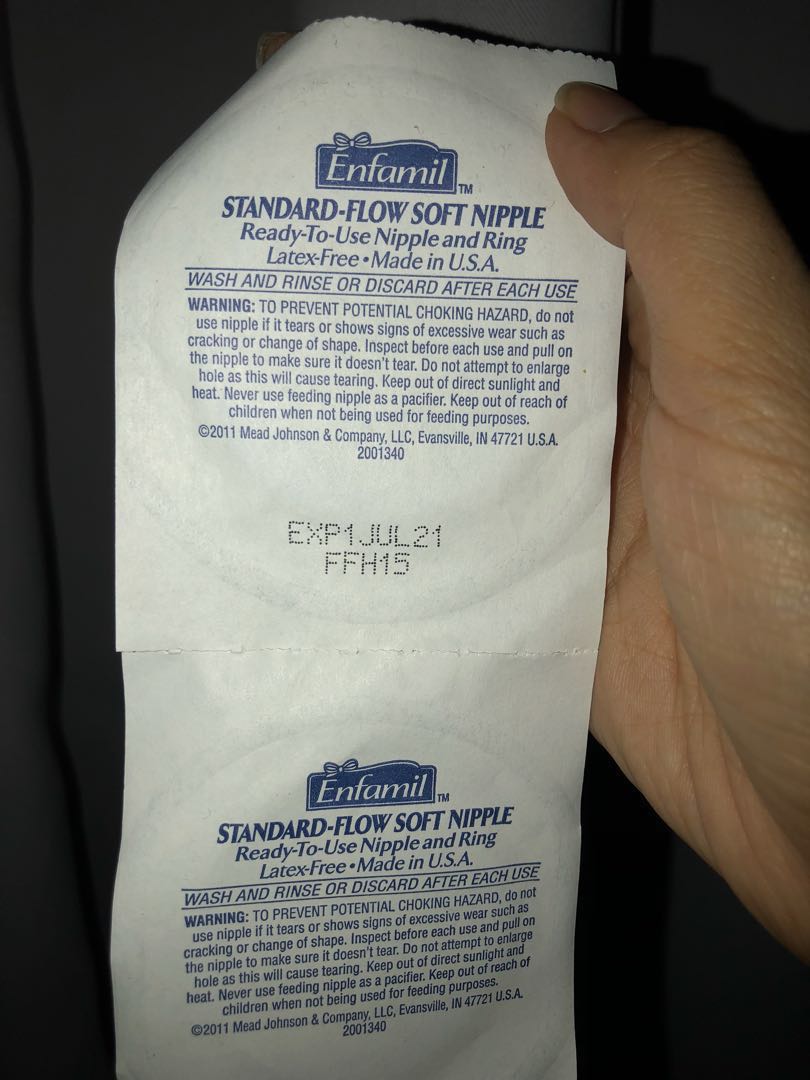 Enfamil™
STANDARD-FLOW SOFT NIPPLE
Ready-To-Use Nipple and Ring
Latex-Free • Made in U.S.A.
WASH AND RINSE OR DISCARD AFTER EACH USE
WARNING: TO PREVENT POTENTIAL CHOKING HAZARD, do not
use nipple if it tears or shows signs of excessive wear such as
cracking or change of shape. Inspect before each use and pull on
the nipple to make sure it doesn't tear. Do not attempt to enlarge
hole as this will cause tearing. Keep out of direct sunlight and
heat. Never use feeding nipple as a pacifier. Keep out of reach of
children when not being used for feeding purposes.
©2011 Mead Johnson & Company, LLC, Evansville, IN 47721 U.S.A.
2001340
EXP1JUL21
FFH15
Enfamil™
STANDARD-FLOW SOFT NIPPLE
Ready-To-Use Nipple and Ring
Latex-Free • Made in U.S.A.
WASH AND RINSE OR DISCARD AFTER EACH USE
WARNING: TO PREVENT POTENTIAL CHOKING HAZARD, do not
use nipple if it tears or shows signs of excessive wear such as
cracking or change of shape. Inspect before each use and pull on
the nipple to make sure it doesn't tear. Do not attempt to enlarge
hole as this will cause tearing. Keep out of direct sunlight and
heat. Never use feeding nipple as a pacifier. Keep out of reach of
children when not being used for feeding purposes.
©2011 Mead Johnson & Company, LLC, Evansville, IN 47721 U.S.A.
2001340